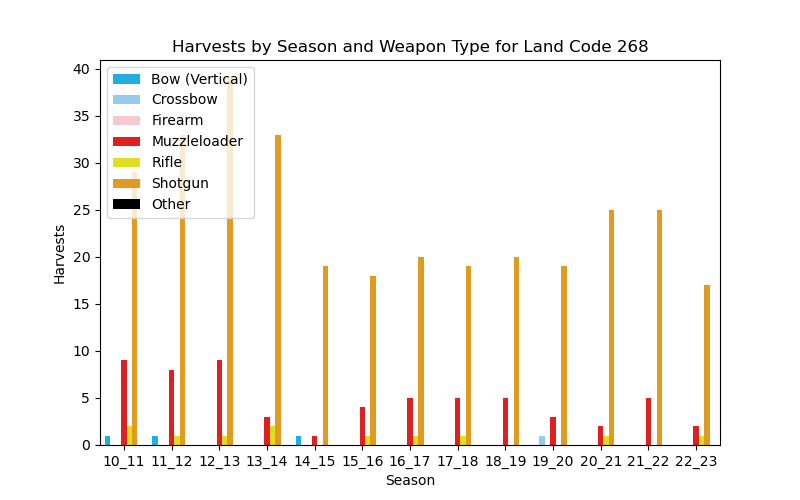 Harvests by Season and Weapon Type for Land Code 268
40
35
30
25
20
15
10
5
0
Harvests
Bow (Vertical)
Crossbow
Firearm
Muzzleloader
Rifle
Shotgun
Other
10_11 11_12 12_13 13_14 14_15 15_16 16_17 17_18 18_19 19_20 20_21 21_22 22_23
Season